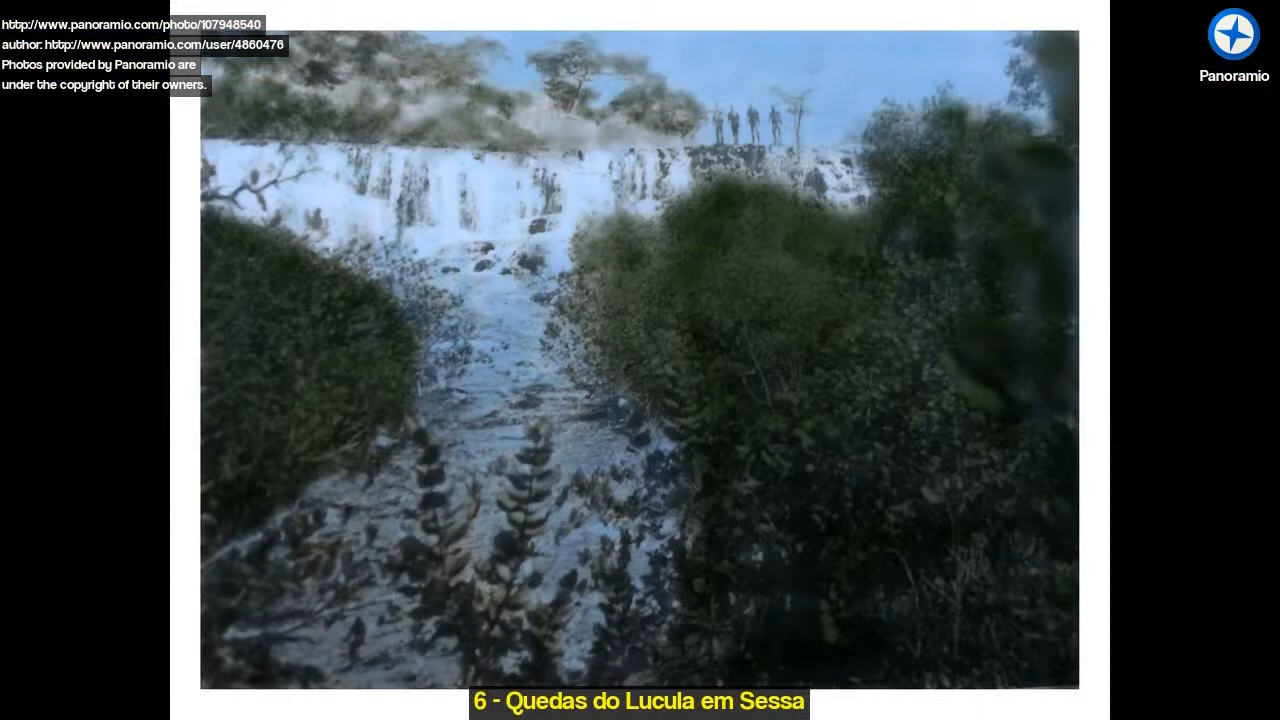 http://www.panoramio.com/photo/107948540
author: http://www.panoramio.com/user/4860476
Photos provided by Panoramio are
under the copyright of their owners.
Panoramio
6 - Quedas do Lucula em Sessa